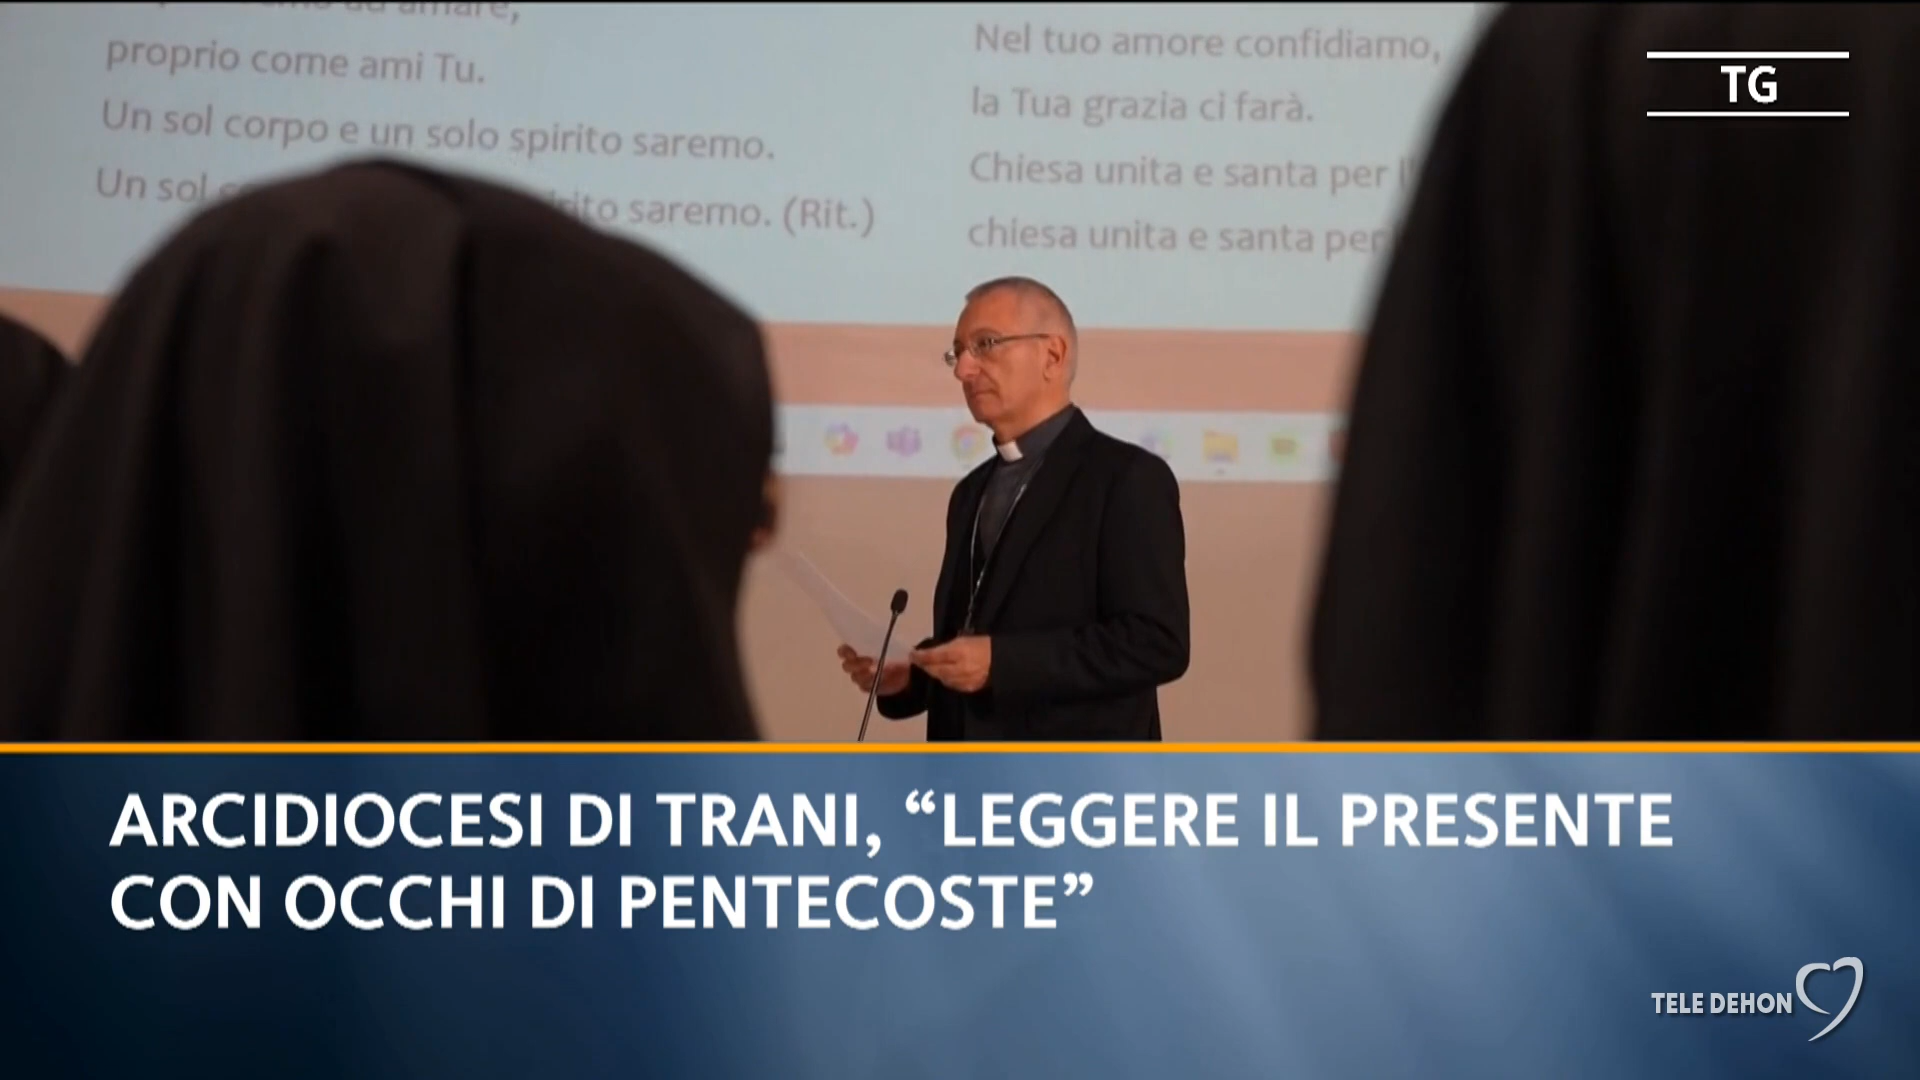 amare,
proprio come ami Tu.
Un sol corpo e un solo spirito saremo.
Un sol saremo. (Rit.)
Nel tuo amore confidiamo,
la Tua grazia ci farà.
Chiesa unita e santa per
chiesa unita e santa per
TG
ARCIDIOCESI DI TRANI, “LEGGERE IL PRESENTE
CON OCCHI DI PENTECOSTE”
TELE DEHON